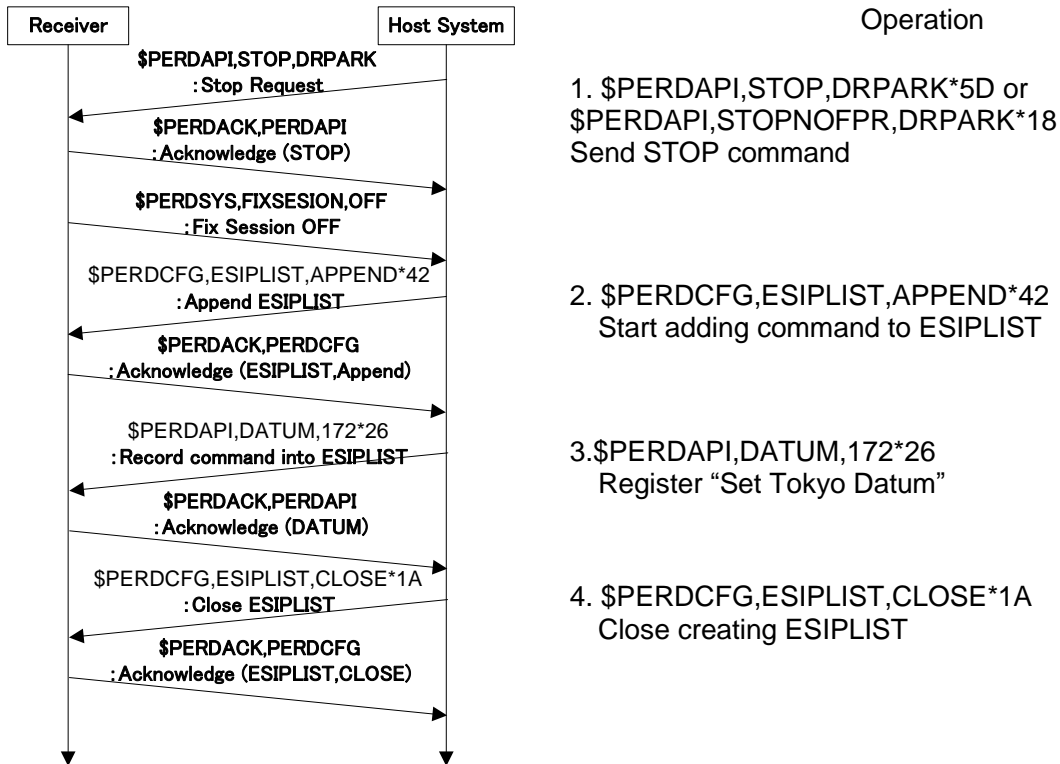 Receiver
Host System
Operation
$PERDAPI,STOP,DRPARK
:Stop Request
$PERDACK,PERDAPI
:Acknowledge (STOP)
$PERDSYS,FIXSESION,OFF
:Fix Session OFF
$PERDCFG,ESIPLIST,APPEND*42
:Append ESIPLIST
$PERDACK,PERDCFG
:Acknowledge (ESIPLIST,Append)
$PERDAPI,DATUM,172*26
:Record command into ESIPLIST
$PERDACK,PERDAPI
:Acknowledge (DATUM)
$PERDCFG,ESIPLIST,CLOSE*1A
:Close ESIPLIST
$PERDACK,PERDCFG
:Acknowledge (ESIPLIST,CLOSE)
1. $PERDAPI,STOP,DRPARK*5D or
$PERDAPI,STOPNOFPR,DRPARK*18
Send STOP command
2. $PERDCFG,ESIPLIST,APPEND*42
Start adding command to ESIPLIST
3.$PERDAPI,DATUM,172*26
Register “Set Tokyo Datum”
4. $PERDCFG,ESIPLIST,CLOSE*1A
Close creating ESIPLIST